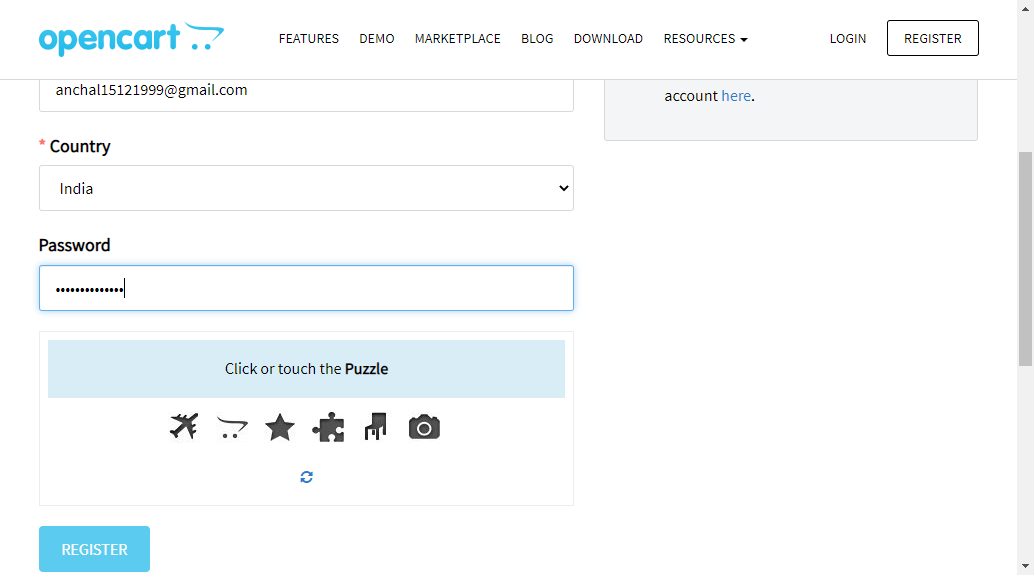 opencart
FEATURES DEMO MARKETPLACE BLOG DOWNLOAD RESOURCES LOGIN REGISTER
anchal15121999@gmail.com
account here.
* Country
India
Password
••••••••••••••
Click or touch the Puzzle
REGISTER